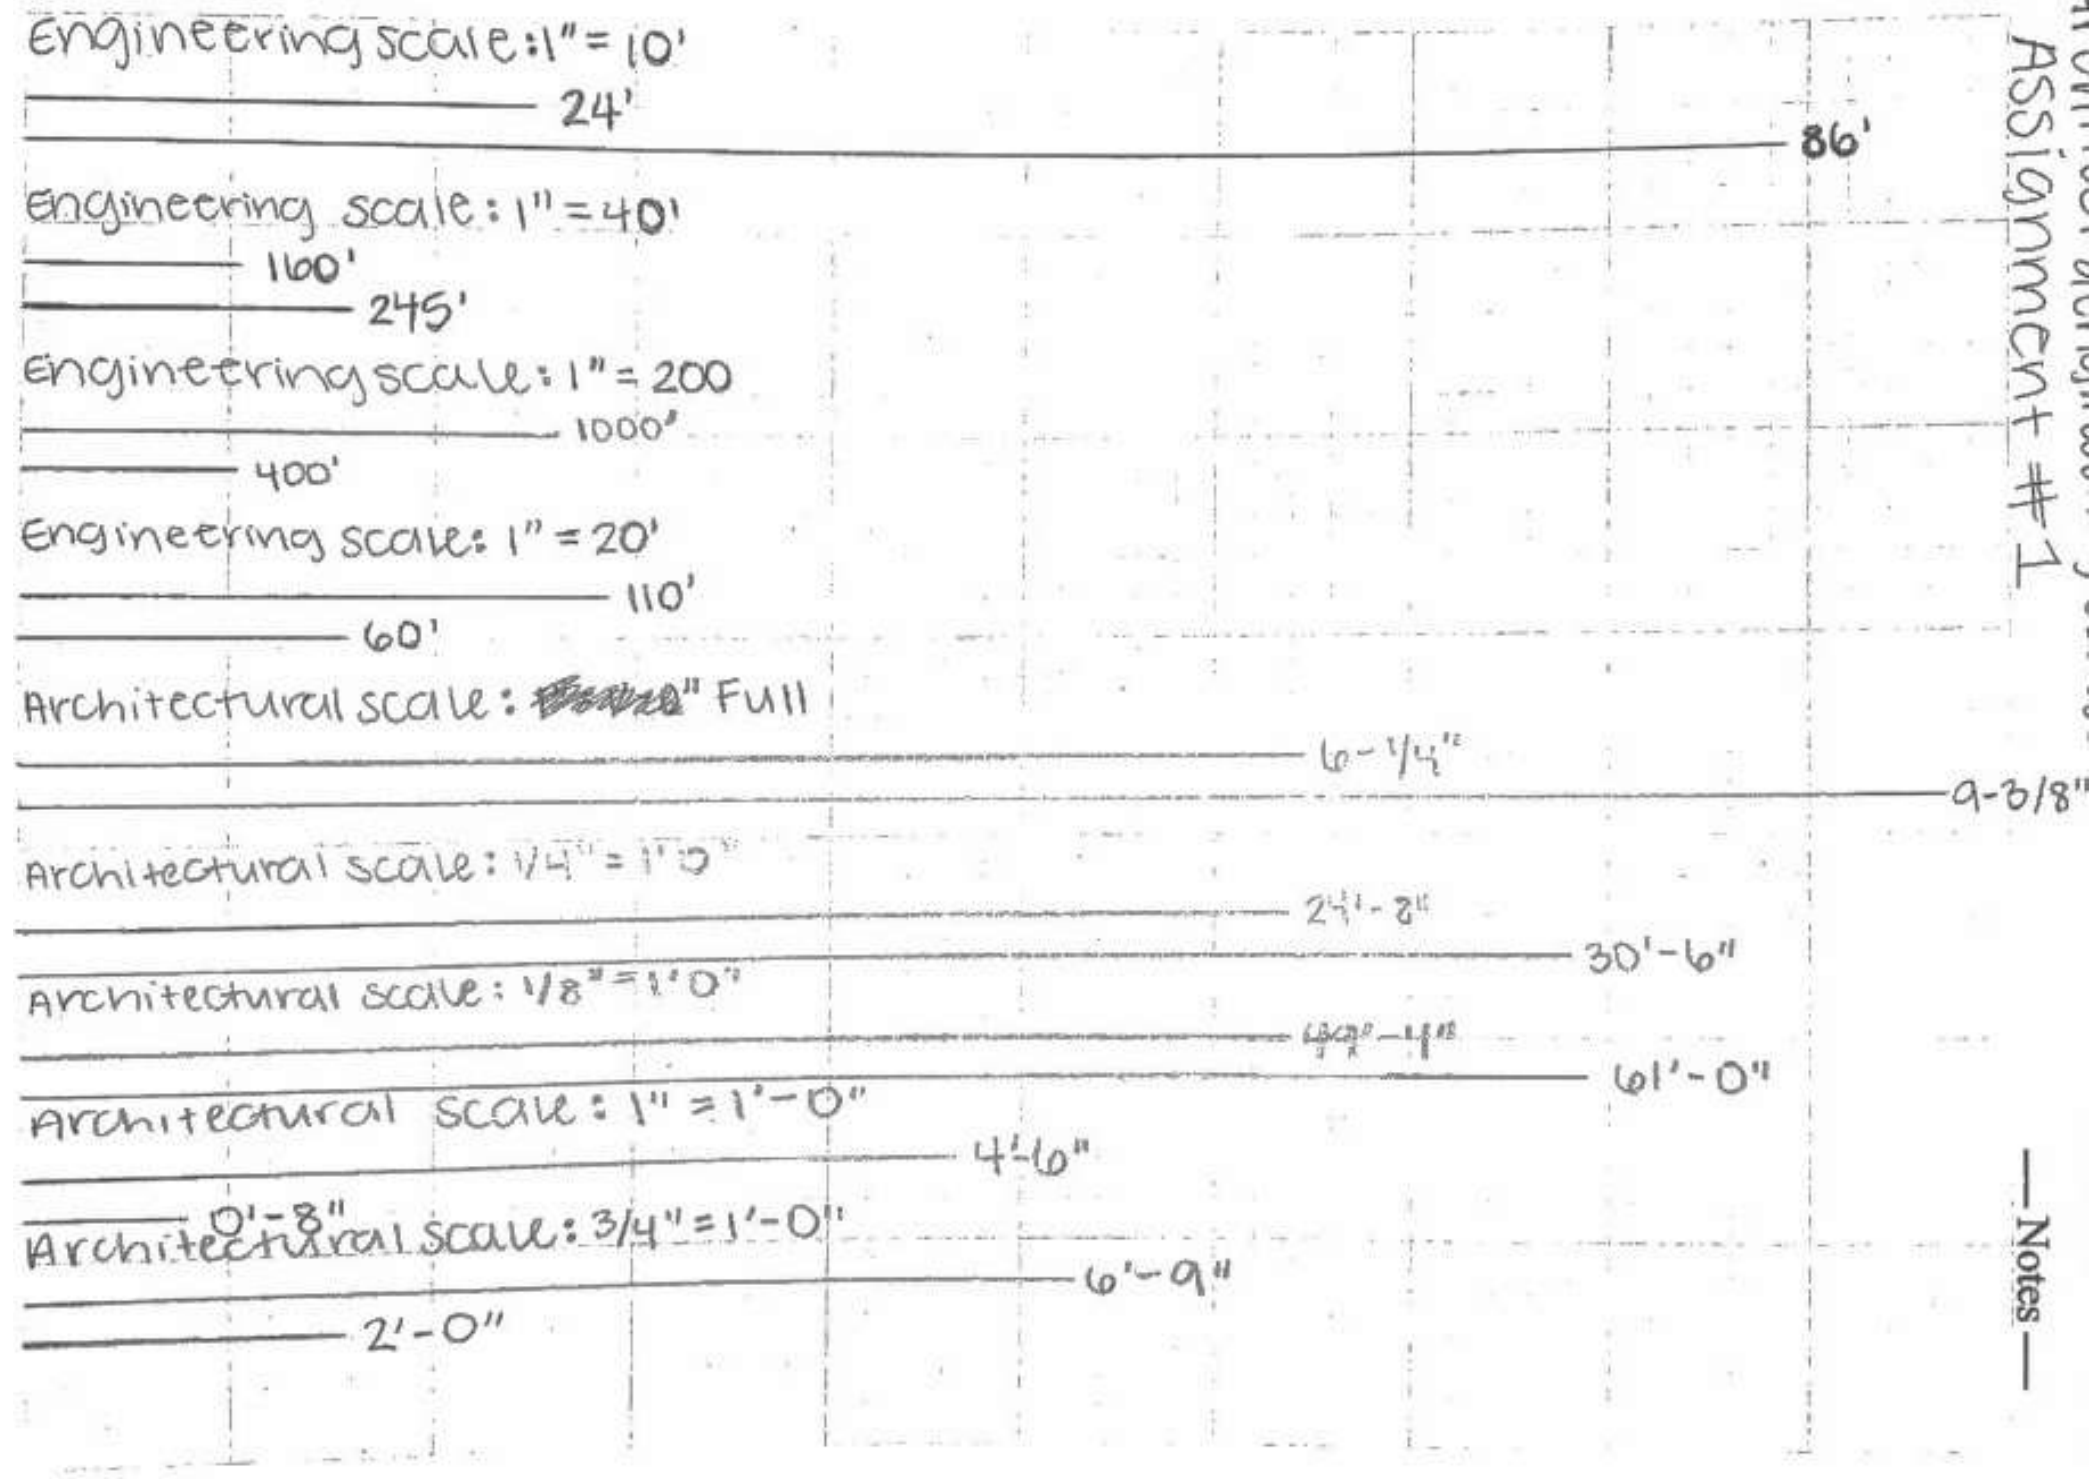 Engineering scale: 1" = 10'
24'
86'
Engineering scale: 1" = 40'
160'
245'
Engineering scale: 1" = 200
1000'
400'
Engineering scale: 1" = 20'
110'
60'
Architectural scale: " Full
6-1/4"
9-3/8"
Architectural scale: 1/4" = 1'0"
24'-8"
30'-6"
Architectural scale: 1/8" = 1'0"
61'-0"
Architectural scale: 1" = 1'-0"
4'-6"
0'-8"
Architectural scale: 3/4" = 1'-0"
6'-9"
2'-0"
Assignment #1
— Notes —